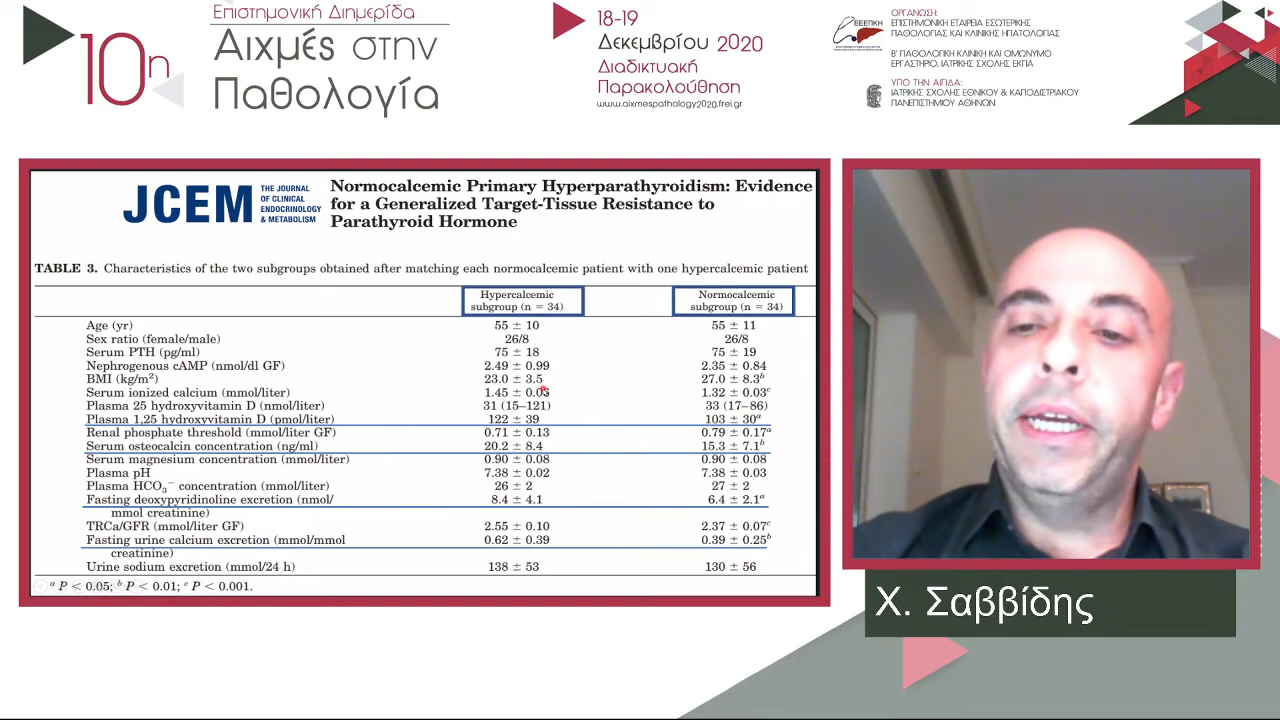 10η
Επιστημονική Διημερίδα
Αιχμές στην
Παθολογία
18-19
Δεκεμβρίου 2020
Διαδικτυακή
Παρακολούθηση
www.aixmespathology2020.frei.gr
ΕΕΕΠΚΗ
ΟΡΓΑΝΩΣΗ:
ΕΠΙΣΤΗΜΟΝΙΚΗ ΕΤΑΙΡΕΙΑ ΕΣΩΤΕΡΙΚΗΣ
ΠΑΘΟΛΟΓΙΑΣ ΚΑΙ ΚΛΙΝΙΚΗΣ ΗΠΑΤΟΛΟΓΙΑΣ
Β' ΠΑΘΟΛΟΓΙΚΗ ΚΛΙΝΙΚΗ ΚΑΙ ΟΜΩΝΥΜΟ
ΕΡΓΑΣΤΗΡΙΟ, ΙΑΤΡΙΚΗΣ ΣΧΟΛΗΣ ΕΚΠΑ
ΥΠΟ ΤΗΝ ΑΙΓΙΔΑ:
ΙΑΤΡΙΚΗΣ ΣΧΟΛΗΣ ΕΘΝΙΚΟΥ & ΚΑΠΟΔΙΣΤΡΙΑΚΟΥ
ΠΑΝΕΠΙΣΤΗΜΙΟΥ ΑΘΗΝΩΝ
JCEM
THE JOURNAL
OF CLINICAL
ENDOCRINOLOGY
& METABOLISM
Normocalcemic Primary Hyperparathyroidism: Evidence
for a Generalized Target-Tissue Resistance to
Parathyroid Hormone
TABLE 3. Characteristics of the two subgroups obtained after matching each normocalcemic patient with one hypercalcemic patient
Hypercalcemic Normocalcemic
subgroup (n = 34) subgroup (n = 34)
Age (yr) 55 ± 10 55 ± 11
Sex ratio (female/male) 26/8 26/8
Serum PTH (pg/ml) 75 ± 18 75 ± 19
Nephrogenous cAMP (nmol/dl GF) 2.49 ± 0.99 2.35 ± 0.84
BMI (kg/m²) 23.0 ± 3.5 27.0 ± 8.3ᵇ
Serum ionized calcium (mmol/liter) 1.45 ± 0.05 1.32 ± 0.03ᶜ
Plasma 25 hydroxyvitamin D (nmol/liter) 31 (15–121) 33 (17–86)
Plasma 1,25 hydroxyvitamin D (pmol/liter) 122 ± 39 103 ± 30ᵃ
Renal phosphate threshold (mmol/liter GF) 0.71 ± 0.13 0.79 ± 0.17ᵃ
Serum osteocalcin concentration (ng/ml) 20.2 ± 8.4 15.3 ± 7.1ᵇ
Serum magnesium concentration (mmol/liter) 0.90 ± 0.08 0.90 ± 0.08
Plasma pH 7.38 ± 0.02 7.38 ± 0.03
Plasma HCO₃⁻ concentration (mmol/liter) 26 ± 2 27 ± 2
Fasting deoxypyridinoline excretion (nmol/ 8.4 ± 4.1 6.4 ± 2.1ᵃ
mmol creatinine)
TRCa/GFR (mmol/liter GF) 2.55 ± 0.10 2.37 ± 0.07ᶜ
Fasting urine calcium excretion (mmol/mmol 0.62 ± 0.39 0.39 ± 0.25ᵇ
creatinine)
Urine sodium excretion (mmol/24 h) 138 ± 53 130 ± 56
ᵃ P < 0.05; ᵇ P < 0.01; ᶜ P < 0.001.
Χ. Σαββίδης